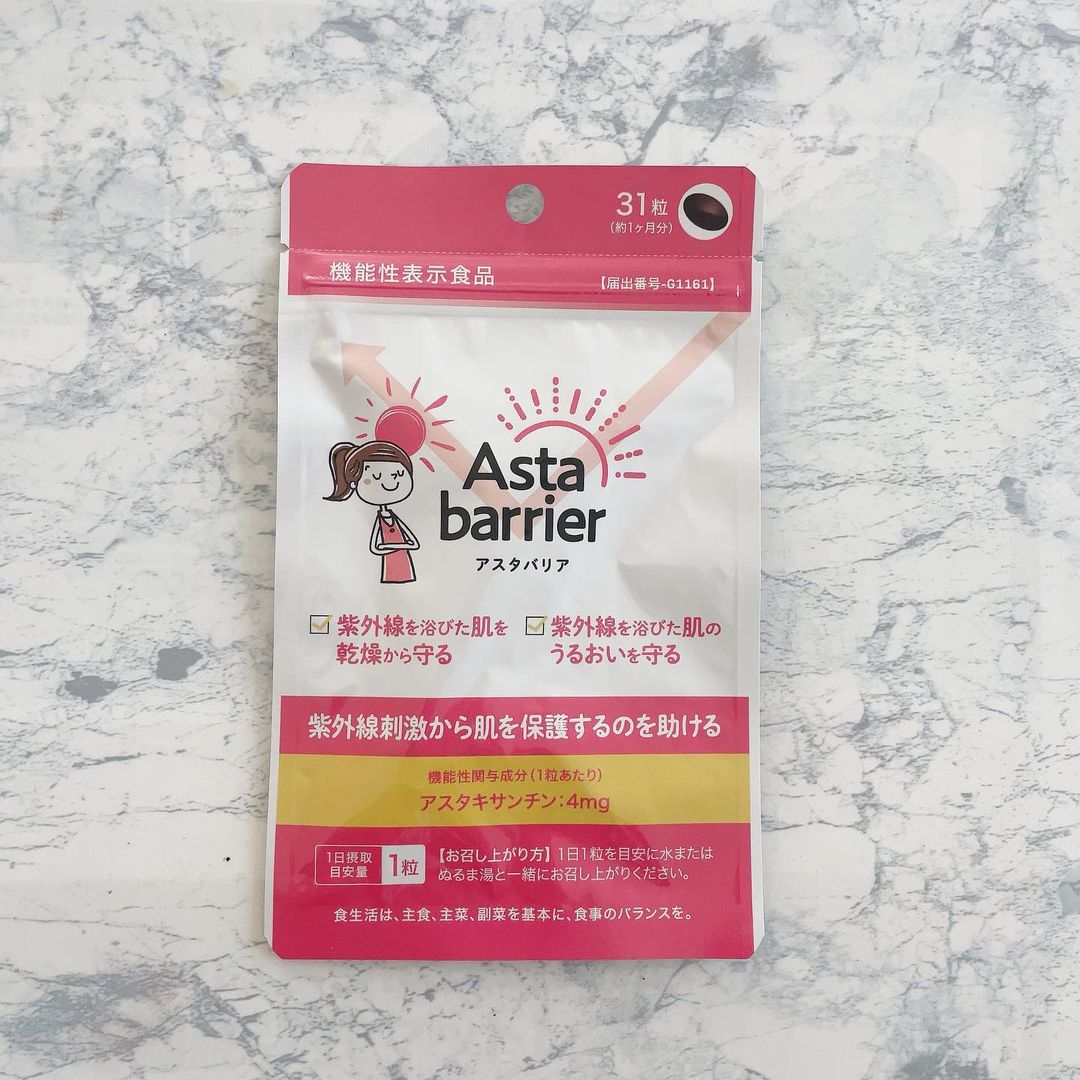 31粒
(約1ヶ月分)
機能性表示食品
【届出番号-G1161】
Asta
barrier
アスタバリア
紫外線を浴びた肌を
乾燥から守る
紫外線を浴びた肌の
うるおいを守る
紫外線刺激から肌を保護するのを助ける
機能性関与成分(1粒あたり)
アスタキサンチン:4mg
1日摂取
目安量
1粒
【お召し上がり方】1日1粒を目安に水または
ぬるま湯と一緒にお召し上がりください。
食生活は、主食、主菜、副菜を基本に、食事のバランスを。